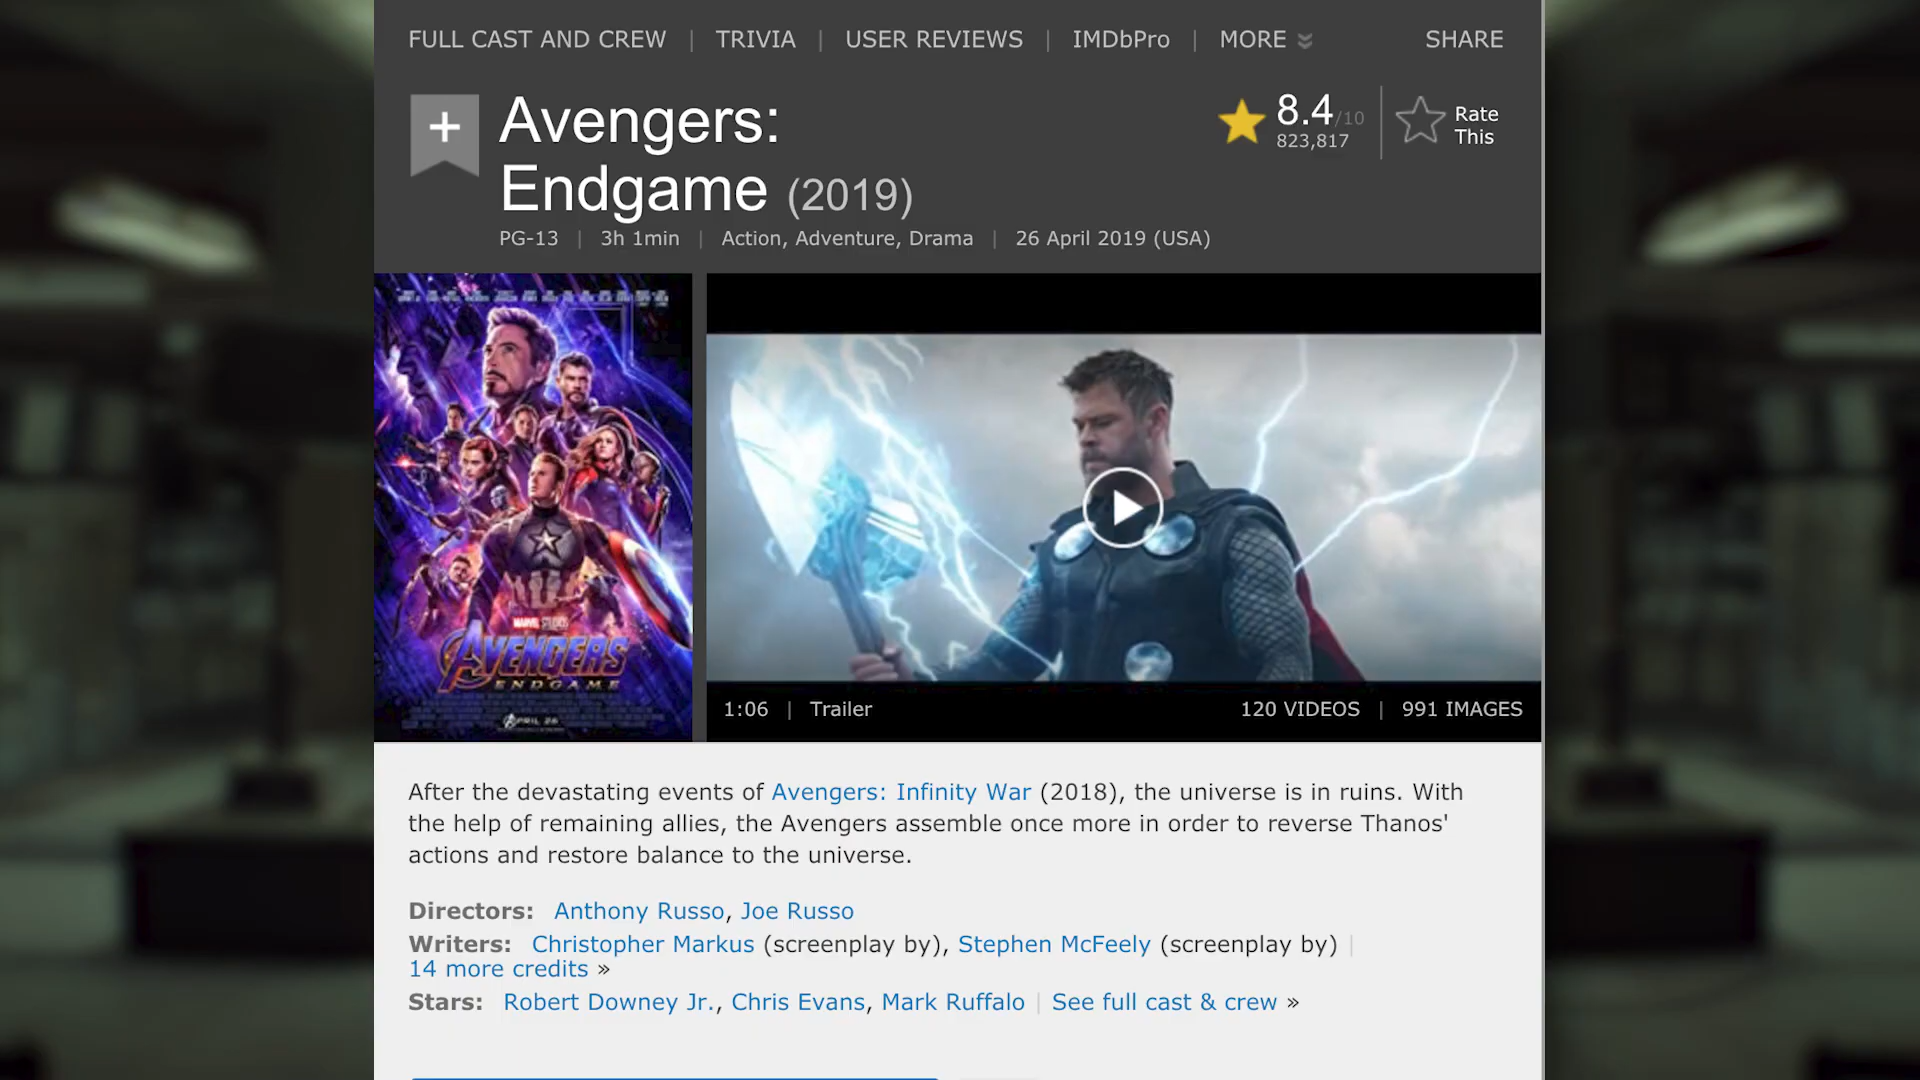 FULL CAST AND CREW | TRIVIA | USER REVIEWS | IMDbPro | MORE SHARE
Avengers:
Endgame (2019)
8.4/10
823,817
Rate
This
PG-13 | 3h 1min | Action, Adventure, Drama | 26 April 2019 (USA)
MARVEL STUDIOS
AVENGERS
ENDGAME
APRIL 26
1:06 | Trailer 120 VIDEOS | 991 IMAGES
After the devastating events of Avengers: Infinity War (2018), the universe is in ruins. With
the help of remaining allies, the Avengers assemble once more in order to reverse Thanos'
actions and restore balance to the universe.
Directors: Anthony Russo, Joe Russo
Writers: Christopher Markus (screenplay by), Stephen McFeely (screenplay by) |
14 more credits »
Stars: Robert Downey Jr., Chris Evans, Mark Ruffalo | See full cast & crew »